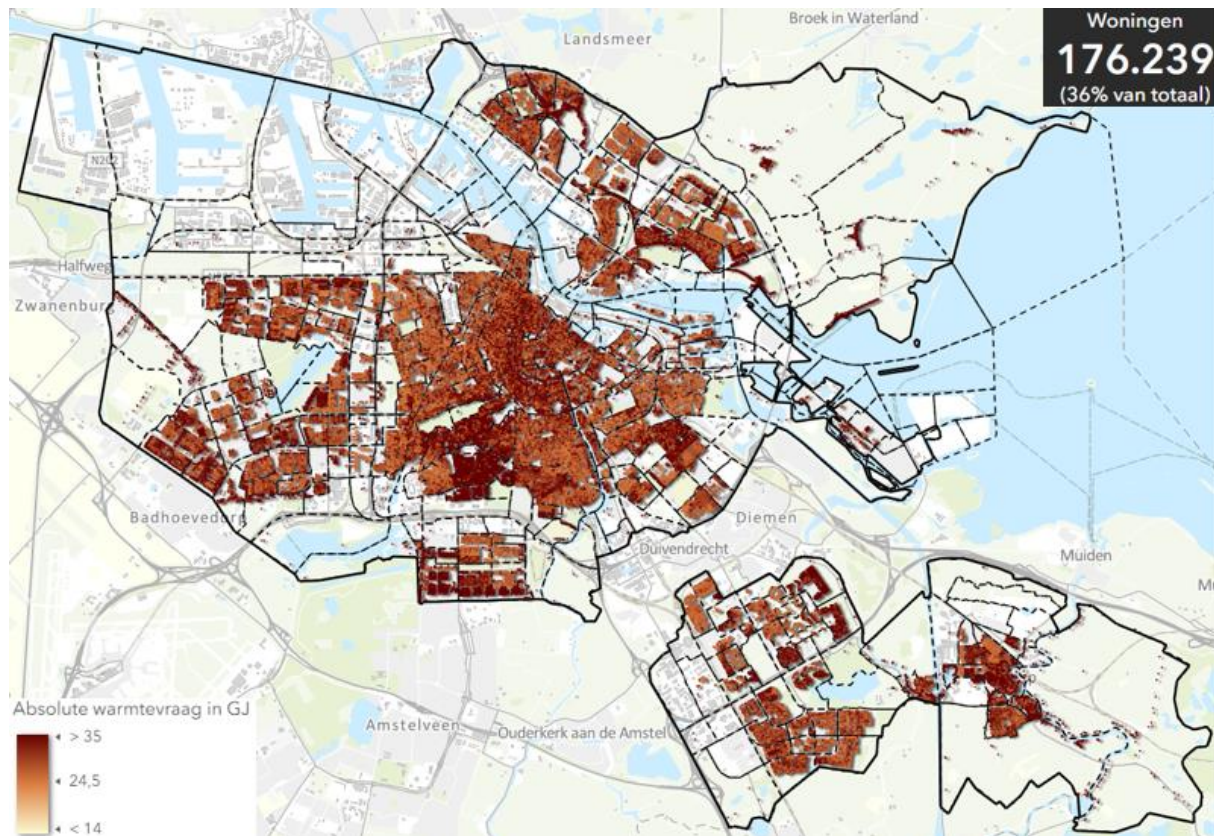 Broek in Waterland
Landsmeer
Woningen
176.239
(36% van totaal)
N202
Halfweg
Zwanenbur
Badhoevedorp
Diemen
Duivendrecht
Muiden
Amstelveen
Ouderkerk aan de Amstel
Absolute warmtevraag in GJ
> 35
24,5
< 14